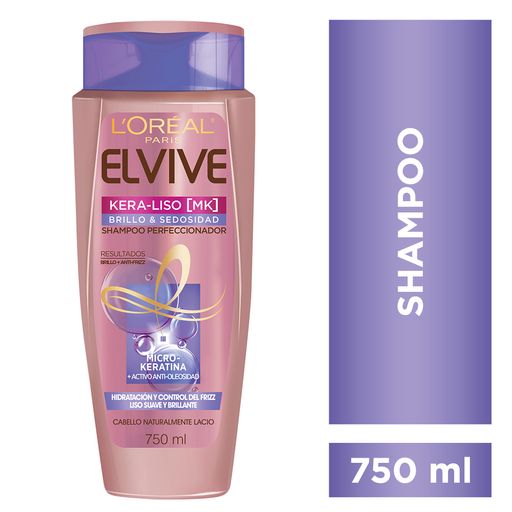 L'ORÉAL
PARIS
ELVIVE
KERA-LISO [MK]
BRILLO & SEDOSIDAD
SHAMPOO PERFECCIONADOR
RESULTADOS
BRILLO + ANTI-FRIZZ
MICRO-
KERATINA
+ ACTIVO ANTI-OLEOSIDAD
HIDRATACIÓN Y CONTROL DEL FRIZZ
LISO SUAVE Y BRILLANTE
CABELLO NATURALMENTE LACIO
750 ml
SHAMPOO
750 ml